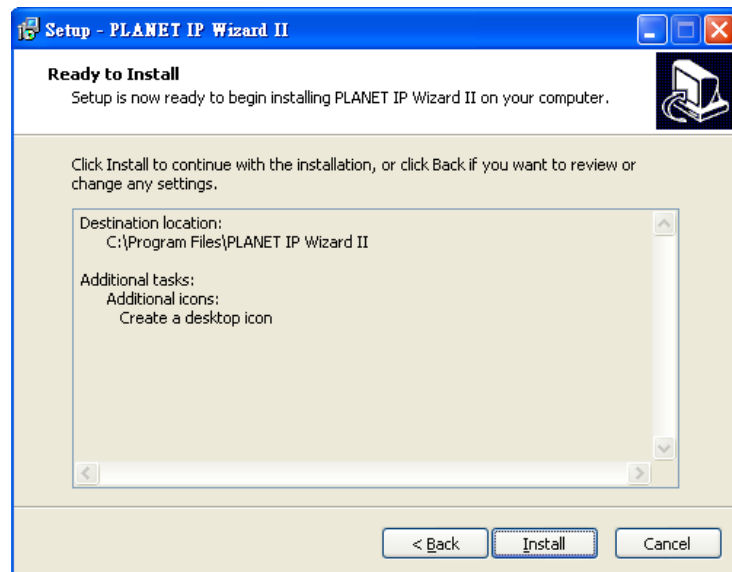 Setup - PLANET IP Wizard II
Ready to Install
Setup is now ready to begin installing PLANET IP Wizard II on your computer.
Click Install to continue with the installation, or click Back if you want to review or
change any settings.
Destination location:
C:\Program Files\PLANET IP Wizard II
Additional tasks:
Additional icons:
Create a desktop icon
< Back
Install
Cancel